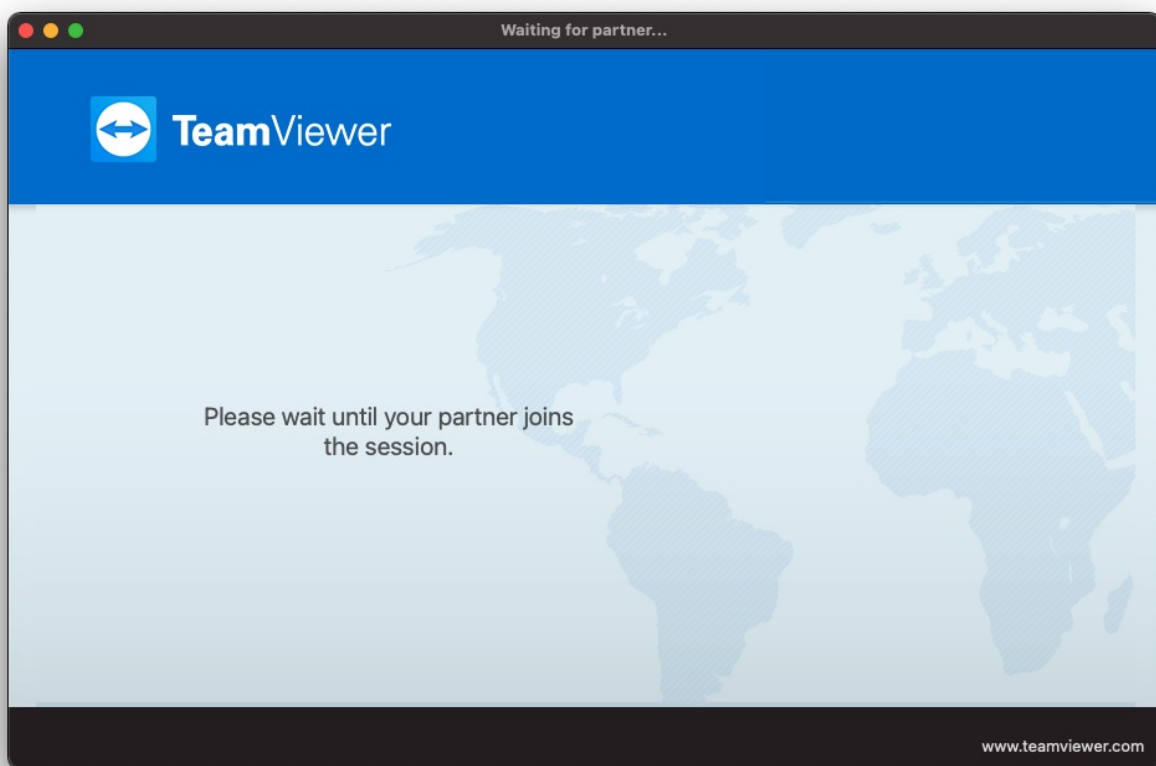 Waiting for partner...
TeamViewer
Please wait until your partner joins
the session.
www.teamviewer.com